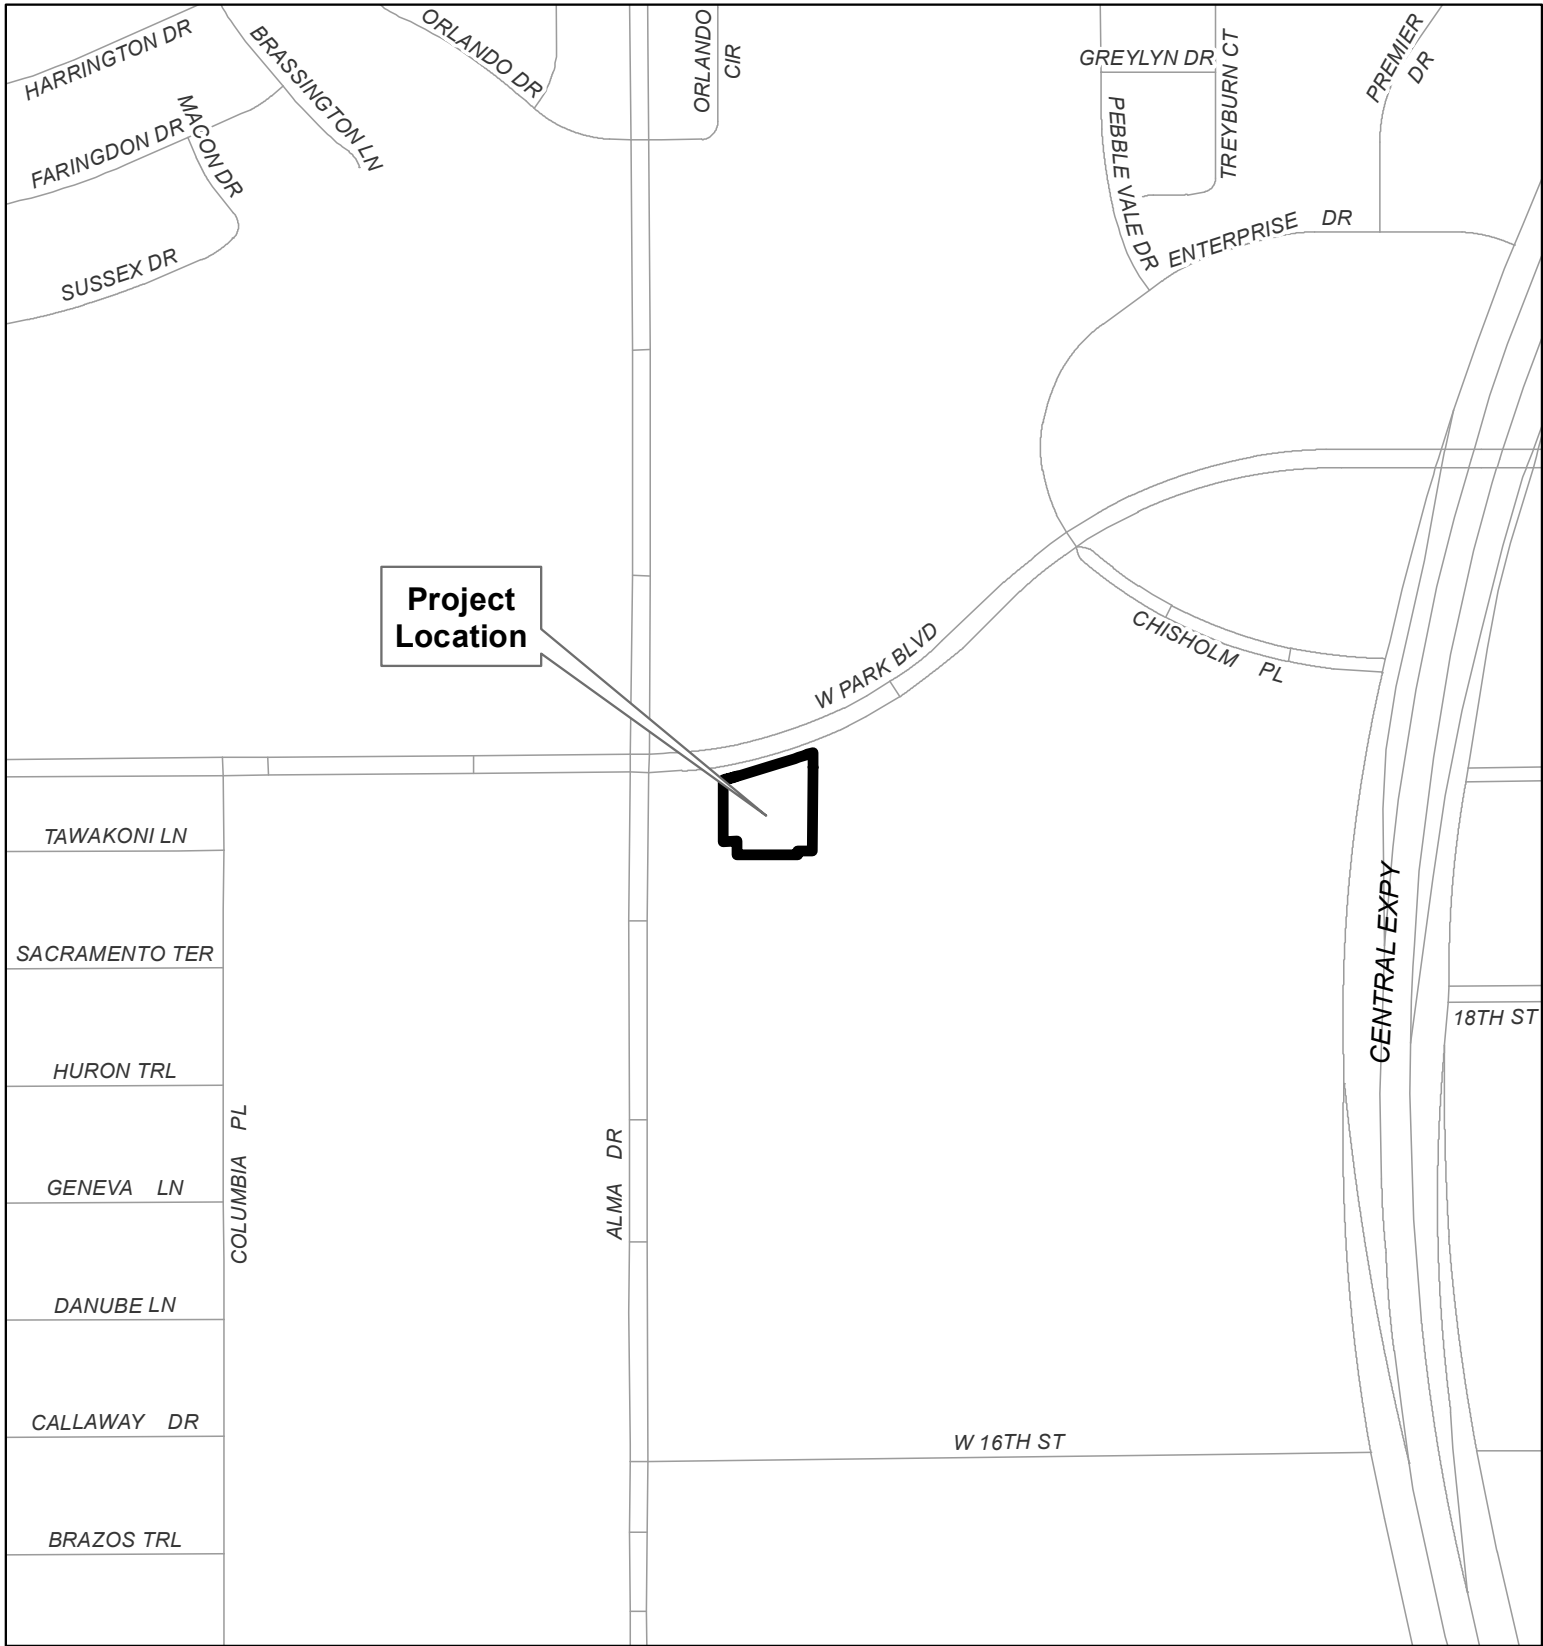 HARRINGTON DR
BRASSINGTON LN
ORLANDO DR
ORLANDO
CIR
GREYLYN DR
TREYBURN CT
PREMIER
DR
FARINGDON DR
MACON DR
PEBBLE VALE DR
SUSSEX DR
ENTERPRISE DR
Project
Location
W PARK BLVD
CHISHOLM PL
TAWAKONI LN
SACRAMENTO TER
CENTRAL EXPY
18TH ST
HURON TRL
COLUMBIA PL
ALMA DR
GENEVA LN
DANUBE LN
CALLAWAY DR
W 16TH ST
BRAZOS TRL